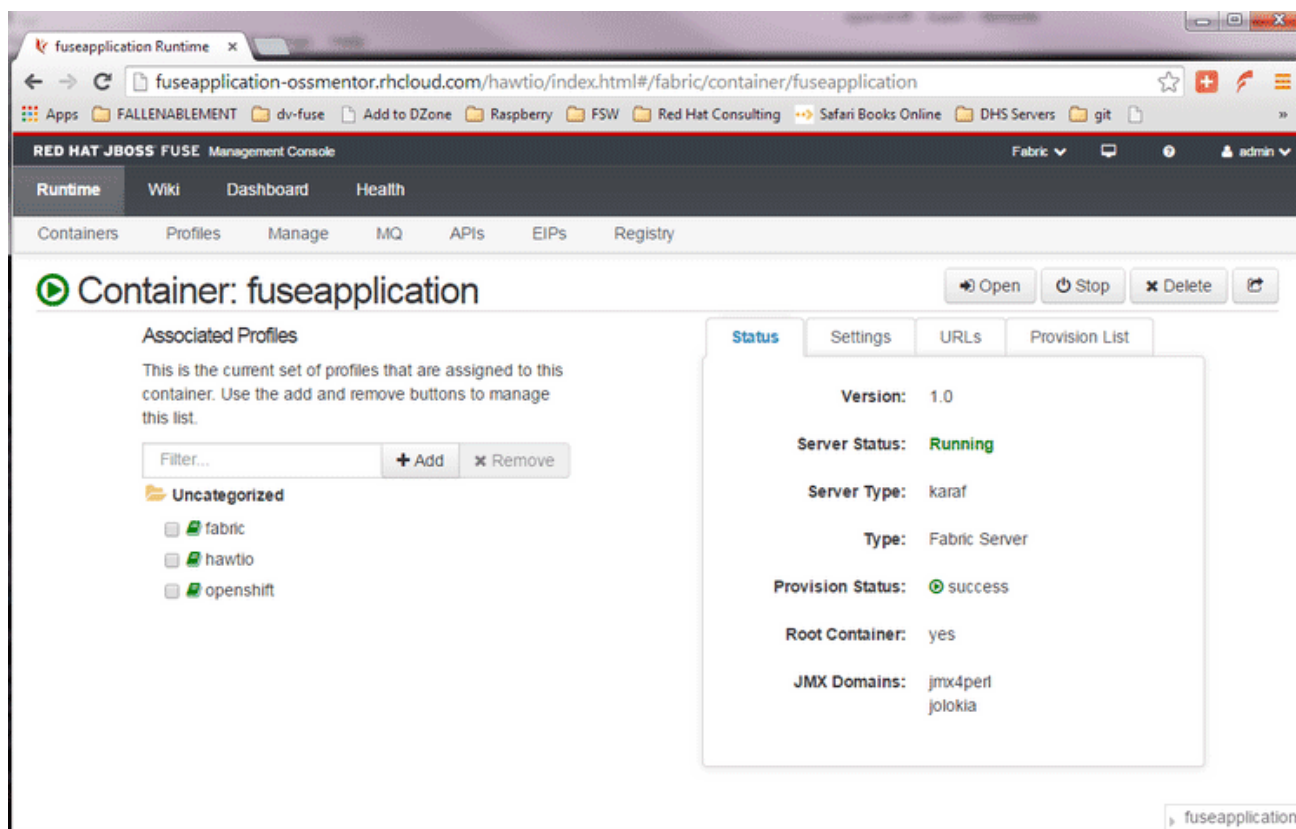 fuseapplication Runtime
fuseapplication-ossmentor.rhcloud.com/hawtio/index.html#/fabric/container/fuseapplication
Apps FALLENABLEMENT dv-fuse Add to DZone Raspberry FSW Red Hat Consulting Safari Books Online DHS Servers git »
RED HAT JBOSS FUSE Management Console Fabric admin
Runtime Wiki Dashboard Health
Containers Profiles Manage MQ APIs EIPs Registry
Container: fuseapplication
Open Stop Delete
Associated Profiles
This is the current set of profiles that are assigned to this
container. Use the add and remove buttons to manage
this list.
Filter... Add Remove
Uncategorized
fabric
hawtio
openshift
Status Settings URLs Provision List
Version: 1.0
Server Status: Running
Server Type: karaf
Type: Fabric Server
Provision Status: success
Root Container: yes
JMX Domains: jmx4perl
jolokia
fuseapplication